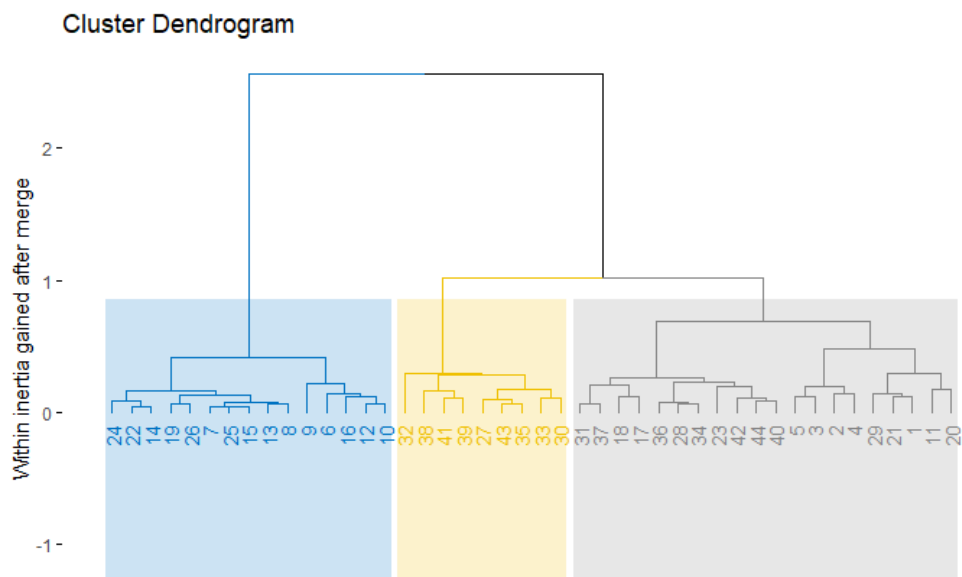 Cluster Dendrogram
Within inertia gained after merge
2
1
0
-1
24 22 14 19 26 7 25 15 13 8 9 6 16 12 10 32 38 41 39 27 43 35 33 30 31 37 18 17 36 28 34 23 42 44 40 5 3 2 4 29 21 1 11 20